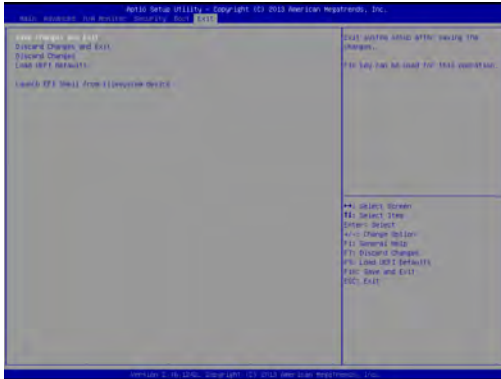 Aptio Setup Utility – Copyright (C) 2013 American Megatrends, Inc.
Main Advanced H/W Monitor Security Boot Exit
Save Changes and Exit
Discard Changes and Exit
Discard Changes
Load UEFI Defaults
Launch EFI Shell from filesystem device
Exit system setup after saving the
changes.
F10 key can be used for this operation.
↔: Select Screen
↑↓: Select Item
Enter: Select
+/-: Change Option
F1: General Help
F7: Discard Changes
F9: Load UEFI Defaults
F10: Save and Exit
ESC: Exit
Version 2.16.1242. Copyright (C) 2013 American Megatrends, Inc.